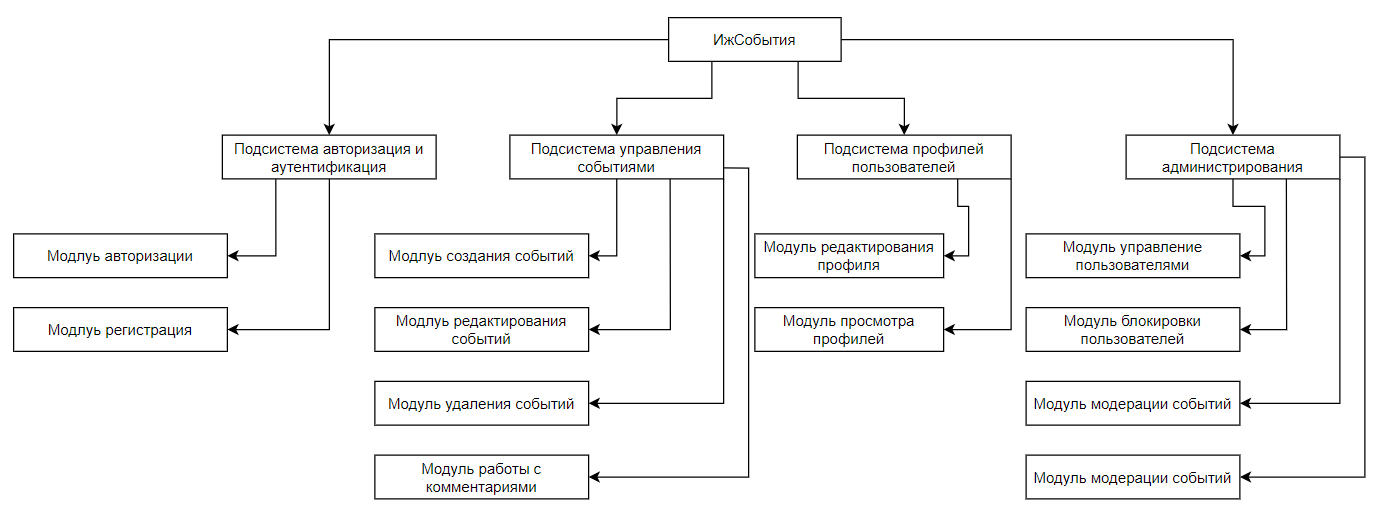 ИжСобытия
Подсистема авторизация и
аутентификация
Подсистема управления
событиями
Подсистема профилей
пользователей
Подсистема
администрирования
Модлуь авторизации
Модлуь создания событий
Модуль редактирования
профиля
Модуль управление
пользователями
Модлуь регистрация
Модлуь редактирования
событий
Модуль просмотра
профилей
Модуль блокировки
пользователей
Модуль удаления событий
Модуль модерации событий
Модуль работы с
комментариями
Модуль модерации событий